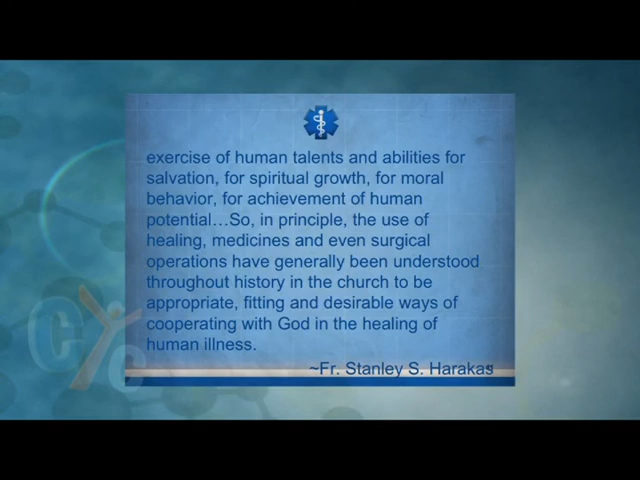 exercise of human talents and abilities for
salvation, for spiritual growth, for moral
behavior, for achievement of human
potential…So, in principle, the use of
healing, medicines and even surgical
operations have generally been understood
throughout history in the church to be
appropriate, fitting and desirable ways of
cooperating with God in the healing of
human illness.
~Fr. Stanley S. Harakas
CYC